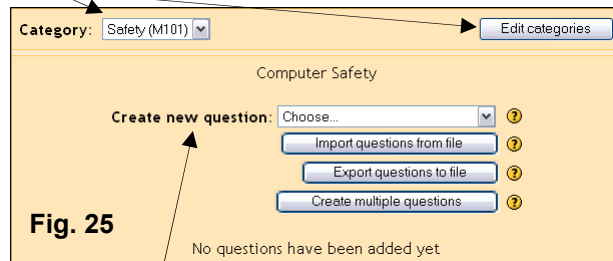 Category: Safety (M101) Edit categories
Computer Safety
Create new question: Choose... ?
Import questions from file ?
Export questions to file ?
Create multiple questions ?
Fig. 25
No questions have been added yet